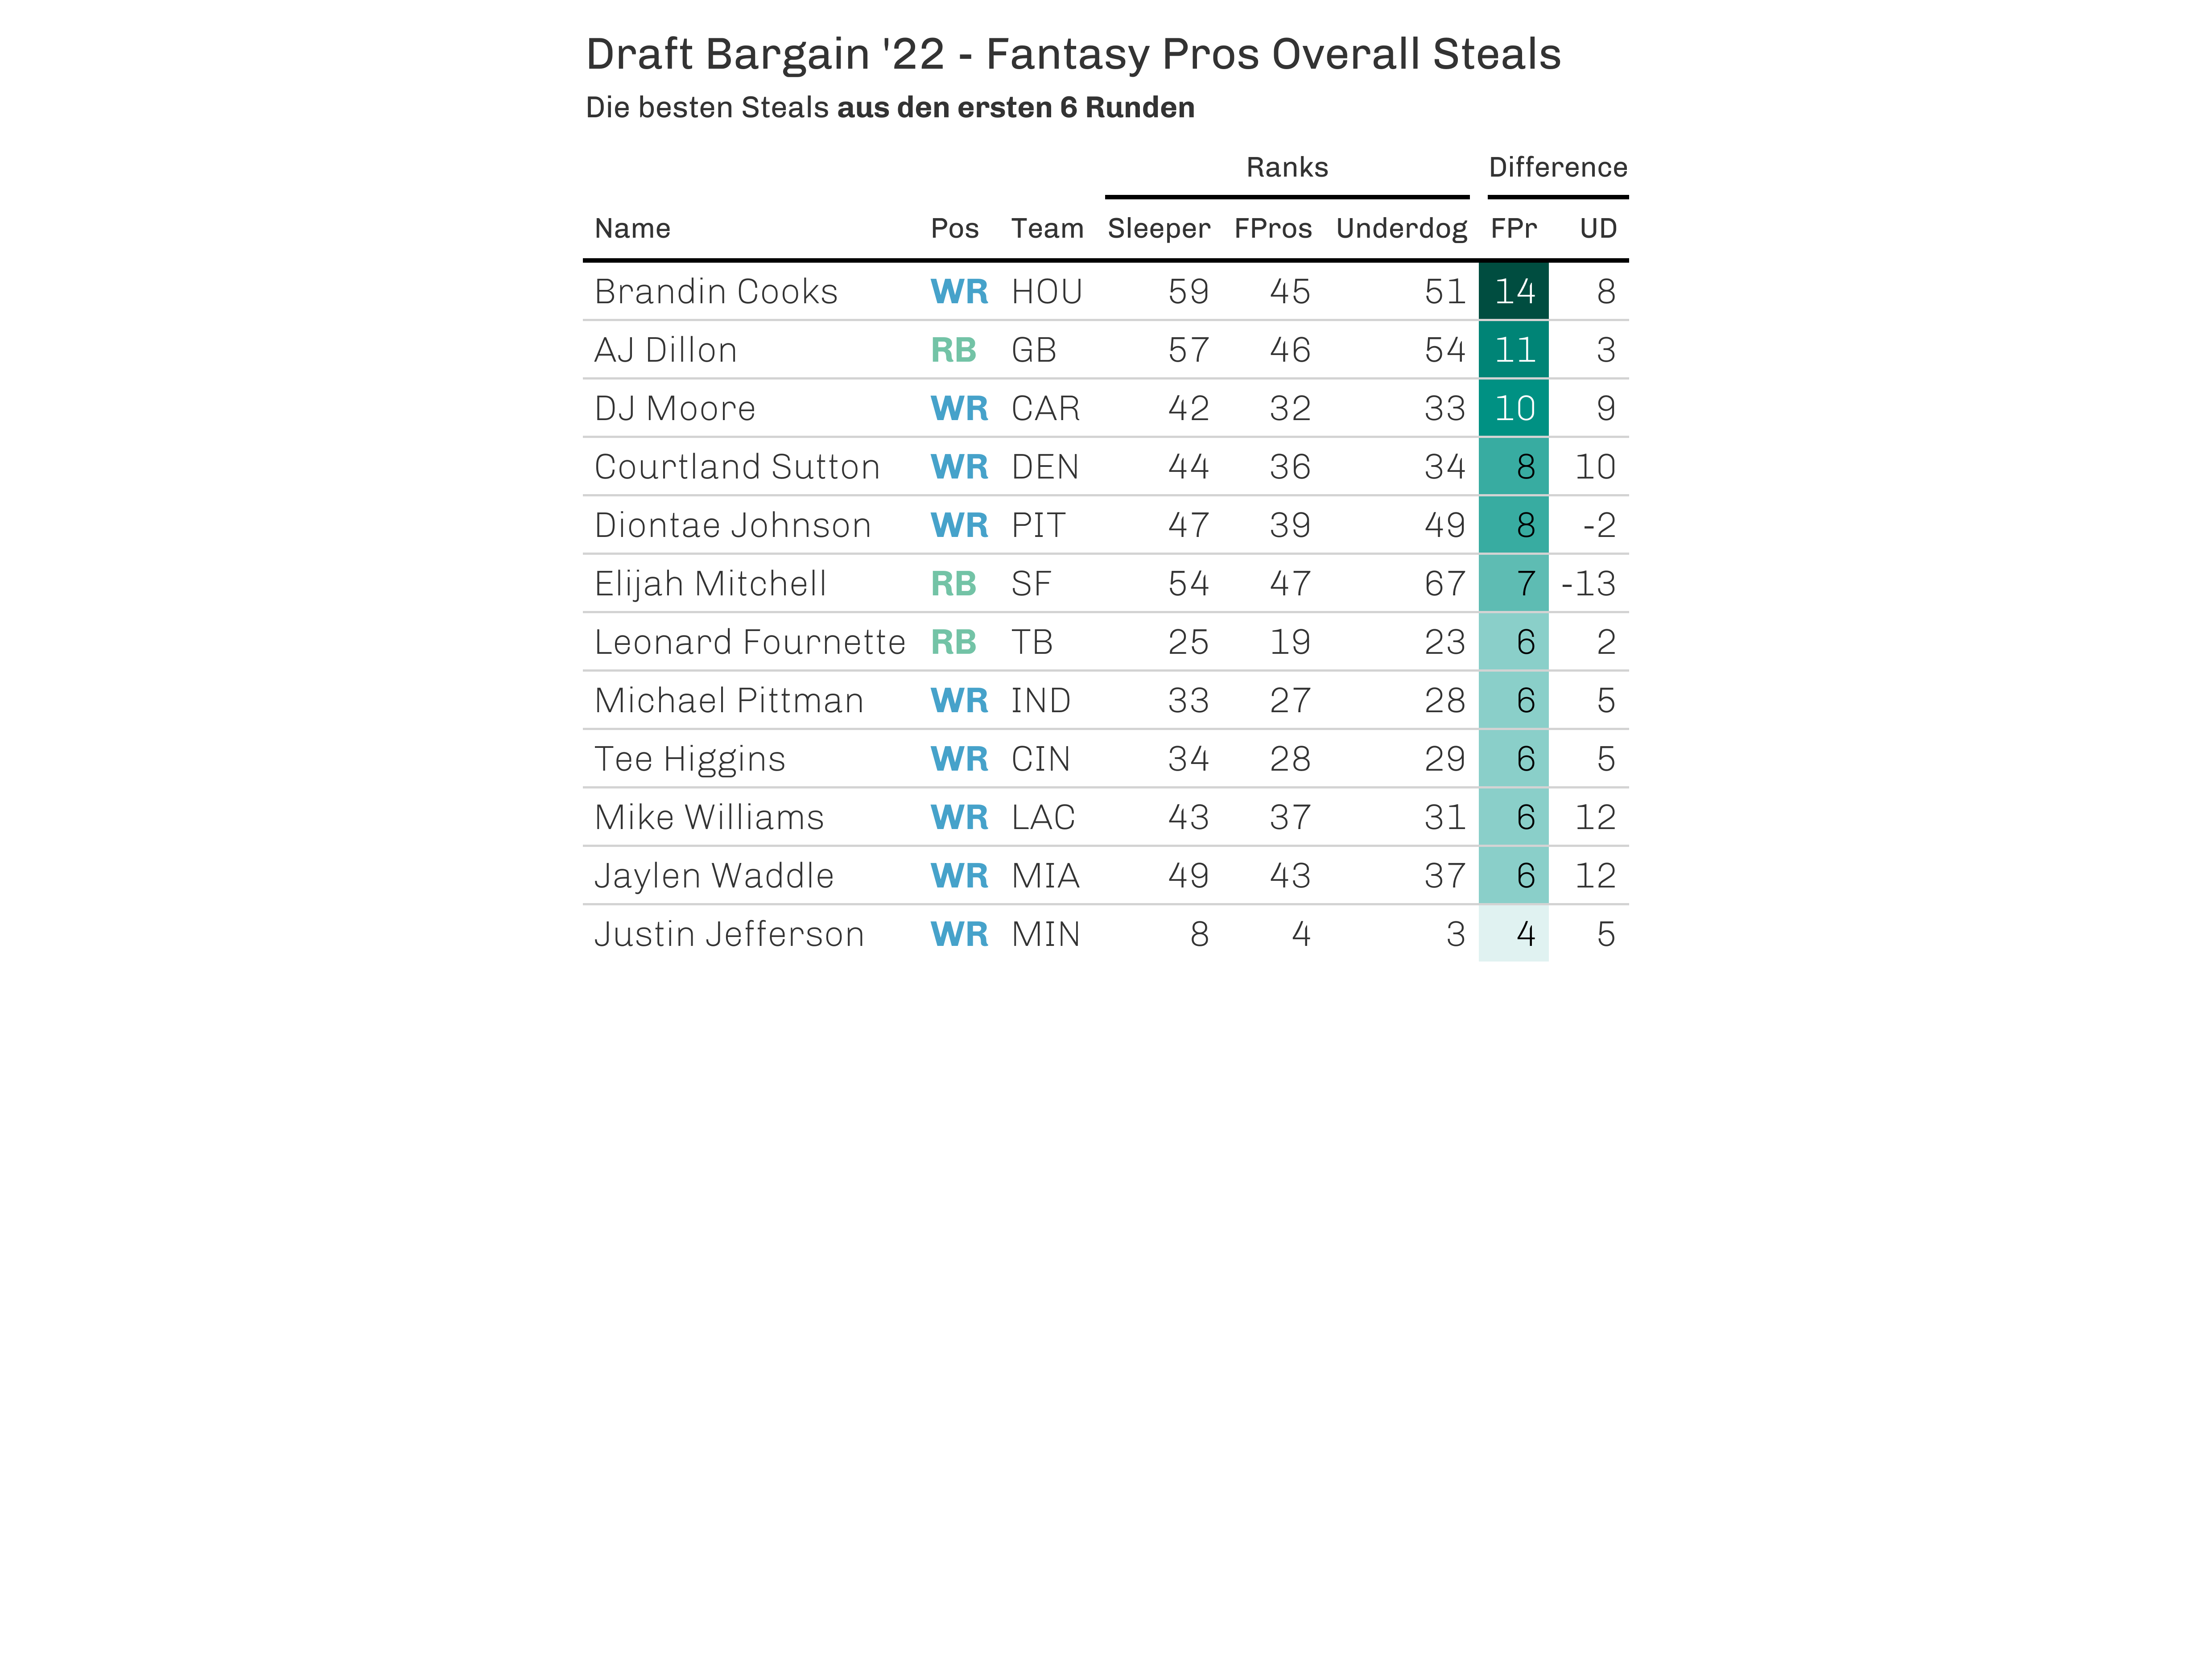 Draft Bargain '22 - Fantasy Pros Overall Steals
Die besten Steals aus den ersten 6 Runden
Ranks Difference
Name Pos Team Sleeper FPros Underdog FPr UD
Brandin Cooks WR HOU 59 45 51 14 8
AJ Dillon RB GB 57 46 54 11 3
DJ Moore WR CAR 42 32 33 10 9
Courtland Sutton WR DEN 44 36 34 8 10
Diontae Johnson WR PIT 47 39 49 8 -2
Elijah Mitchell RB SF 54 47 67 7 -13
Leonard Fournette RB TB 25 19 23 6 2
Michael Pittman WR IND 33 27 28 6 5
Tee Higgins WR CIN 34 28 29 6 5
Mike Williams WR LAC 43 37 31 6 12
Jaylen Waddle WR MIA 49 43 37 6 12
Justin Jefferson WR MIN 8 4 3 4 5